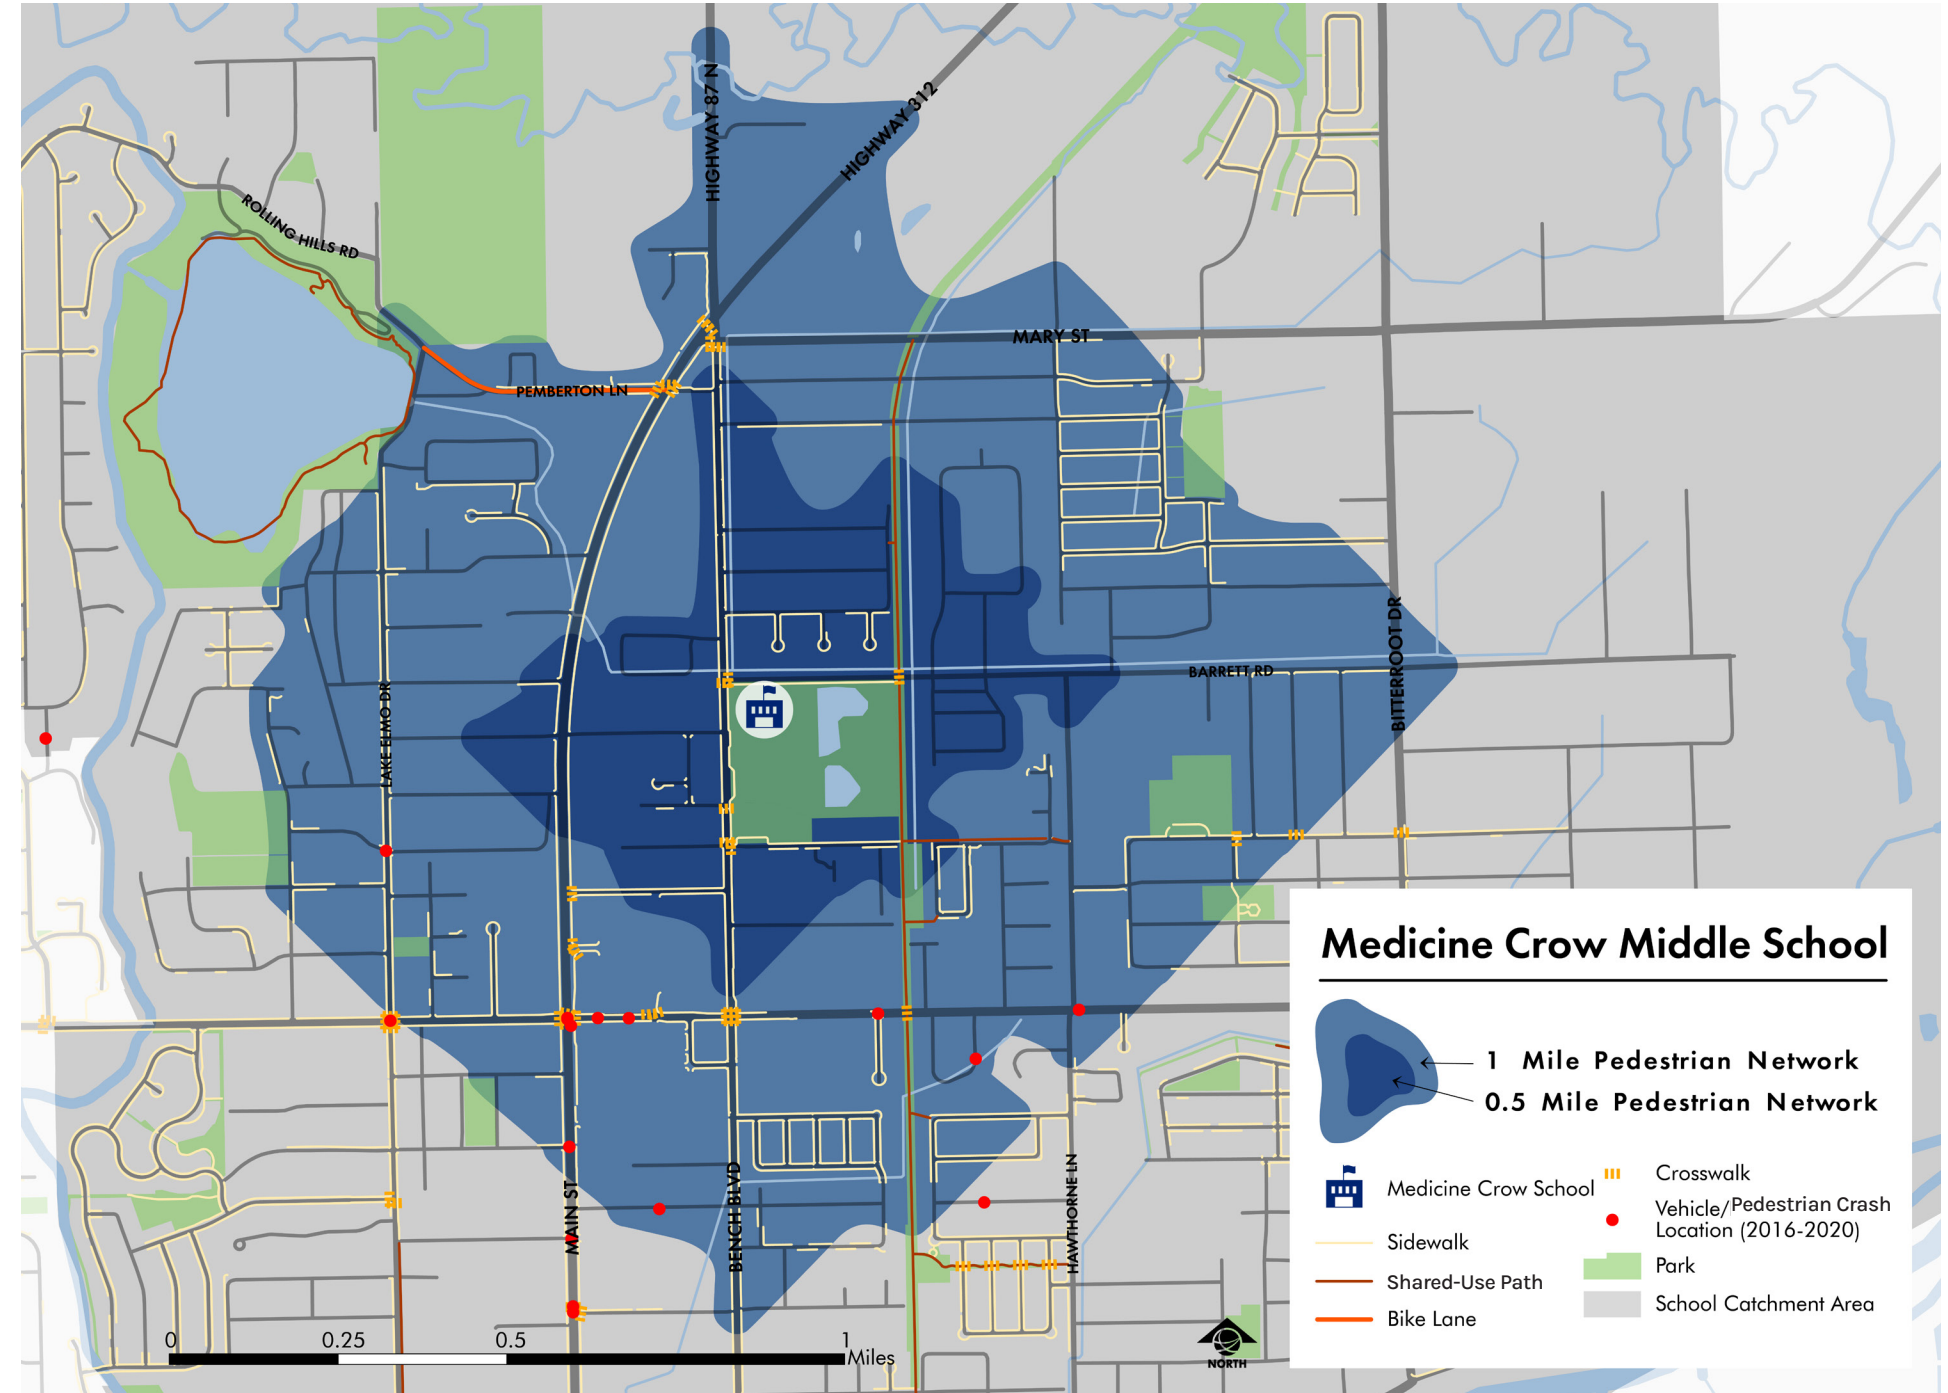 HIGHWAY 87 N
HIGHWAY 312
ROLLING HILLS RD
MARY ST
PEMBERTON LN
BARRETT RD
BITTERROOT DR
LAKE ELMO DR
MAIN ST
BENCH BLVD
HAWTHORNE LN
Medicine Crow Middle School
1 Mile Pedestrian Network
0.5 Mile Pedestrian Network
Medicine Crow School
Sidewalk
Shared-Use Path
Bike Lane
Crosswalk
Vehicle/Pedestrian Crash
Location (2016-2020)
Park
School Catchment Area
0 0.25 0.5 1
Miles
NORTH